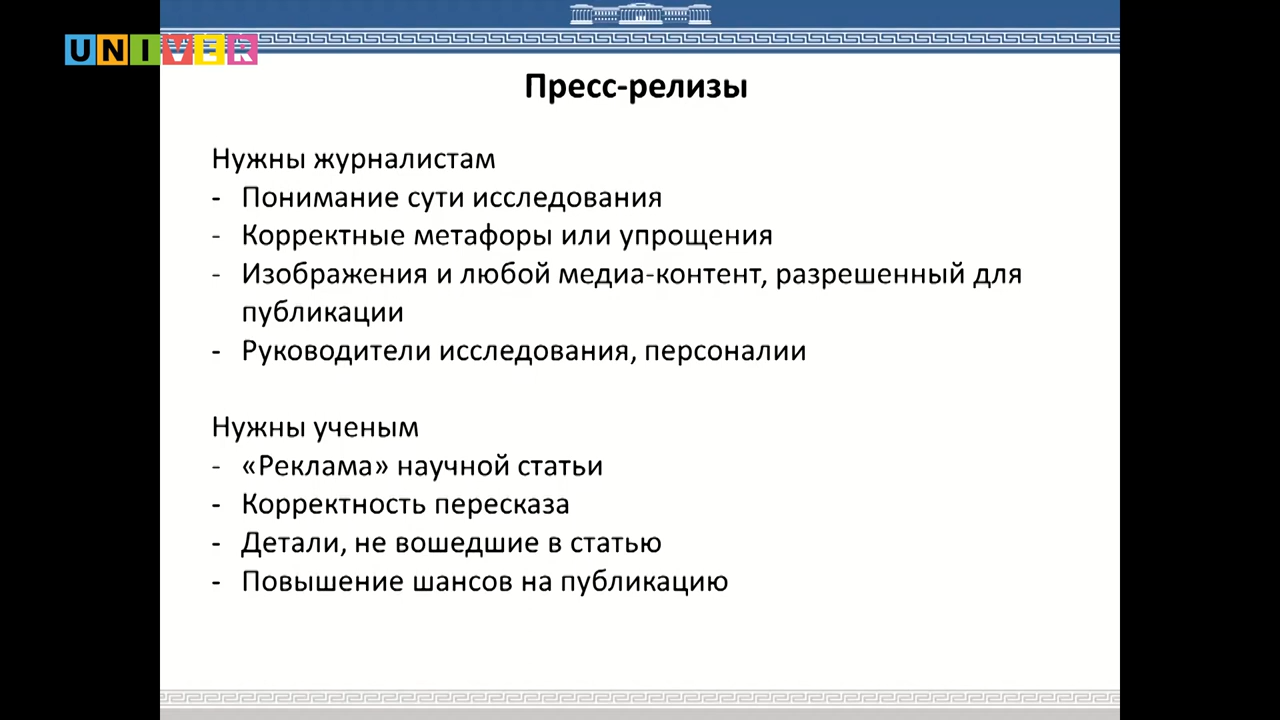 UNIVER
Пресс-релизы
Нужны журналистам
- Понимание сути исследования
- Корректные метафоры или упрощения
- Изображения и любой медиа-контент, разрешенный для
публикации
- Руководители исследования, персоналии
Нужны ученым
- «Реклама» научной статьи
- Корректность пересказа
- Детали, не вошедшие в статью
- Повышение шансов на публикацию